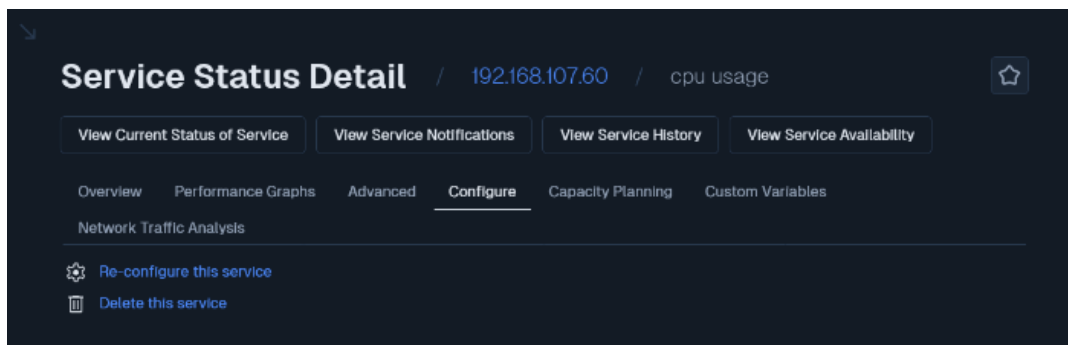 Service Status Detail / 192.168.107.60 / cpu usage
View Current Status of Service View Service Notifications View Service History View Service Availability
Overview Performance Graphs Advanced Configure Capacity Planning Custom Variables
Network Traffic Analysis
Re-configure this service
Delete this service